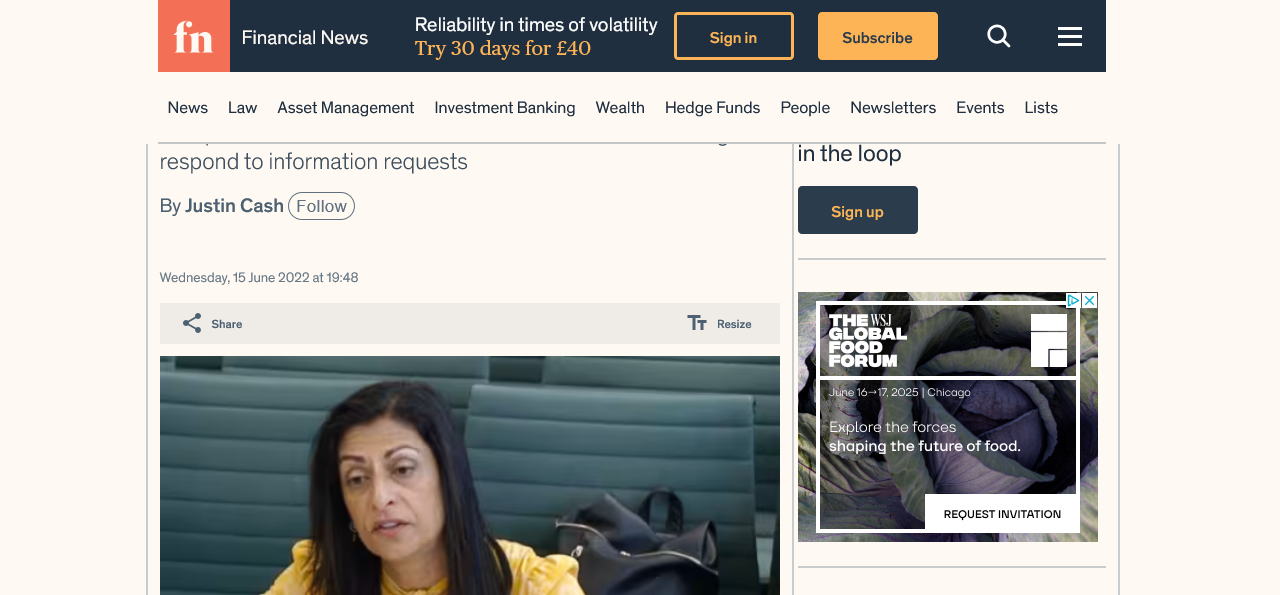 fn
Financial News
Reliability in times of volatility
Try 30 days for £40
Sign in
Subscribe
News
Law
Asset Management
Investment Banking
Wealth
Hedge Funds
People
Newsletters
Events
Lists
respond to information requests
By Justin Cash
Follow
Wednesday, 15 June 2022 at 19:48
Share
Resize
in the loop
Sign up
THE WSJ
GLOBAL
FOOD
FORUM
June 16→17, 2025 | Chicago
Explore the forces
shaping the future of food.
REQUEST INVITATION